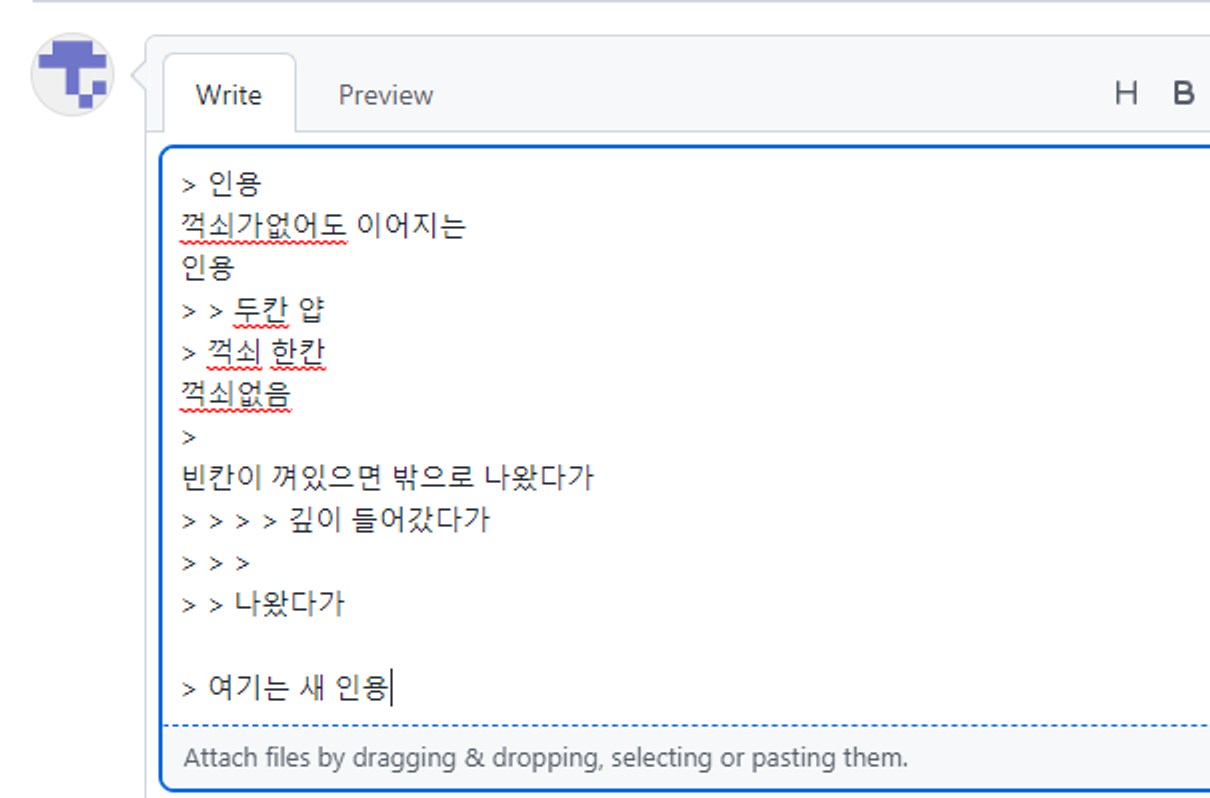 Write Preview H B
> 인용
꺽쇠가없어도 이어지는
인용
> > 두칸 얍
> 꺽쇠 한칸
꺽쇠없음
>
빈칸이 껴있으면 밖으로 나왔다가
> > > > 깊이 들어갔다가
> > >
> > 나왔다가
> 여기는 새 인용
Attach files by dragging & dropping, selecting or pasting them.